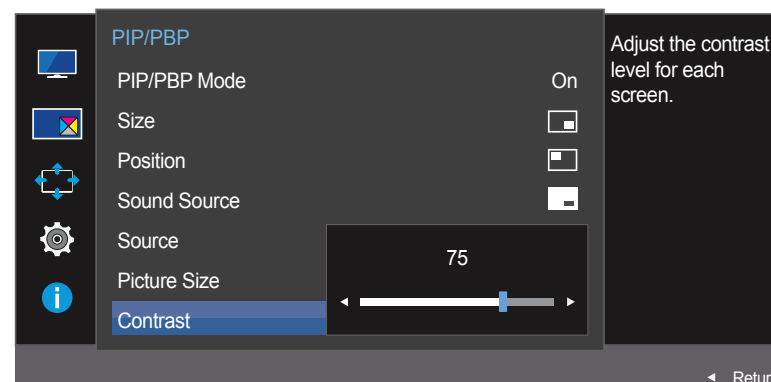 PIP/PBP
PIP/PBP Mode On
Size
Position
Sound Source
Source
Picture Size
Contrast
75
Adjust the contrast
level for each
screen.